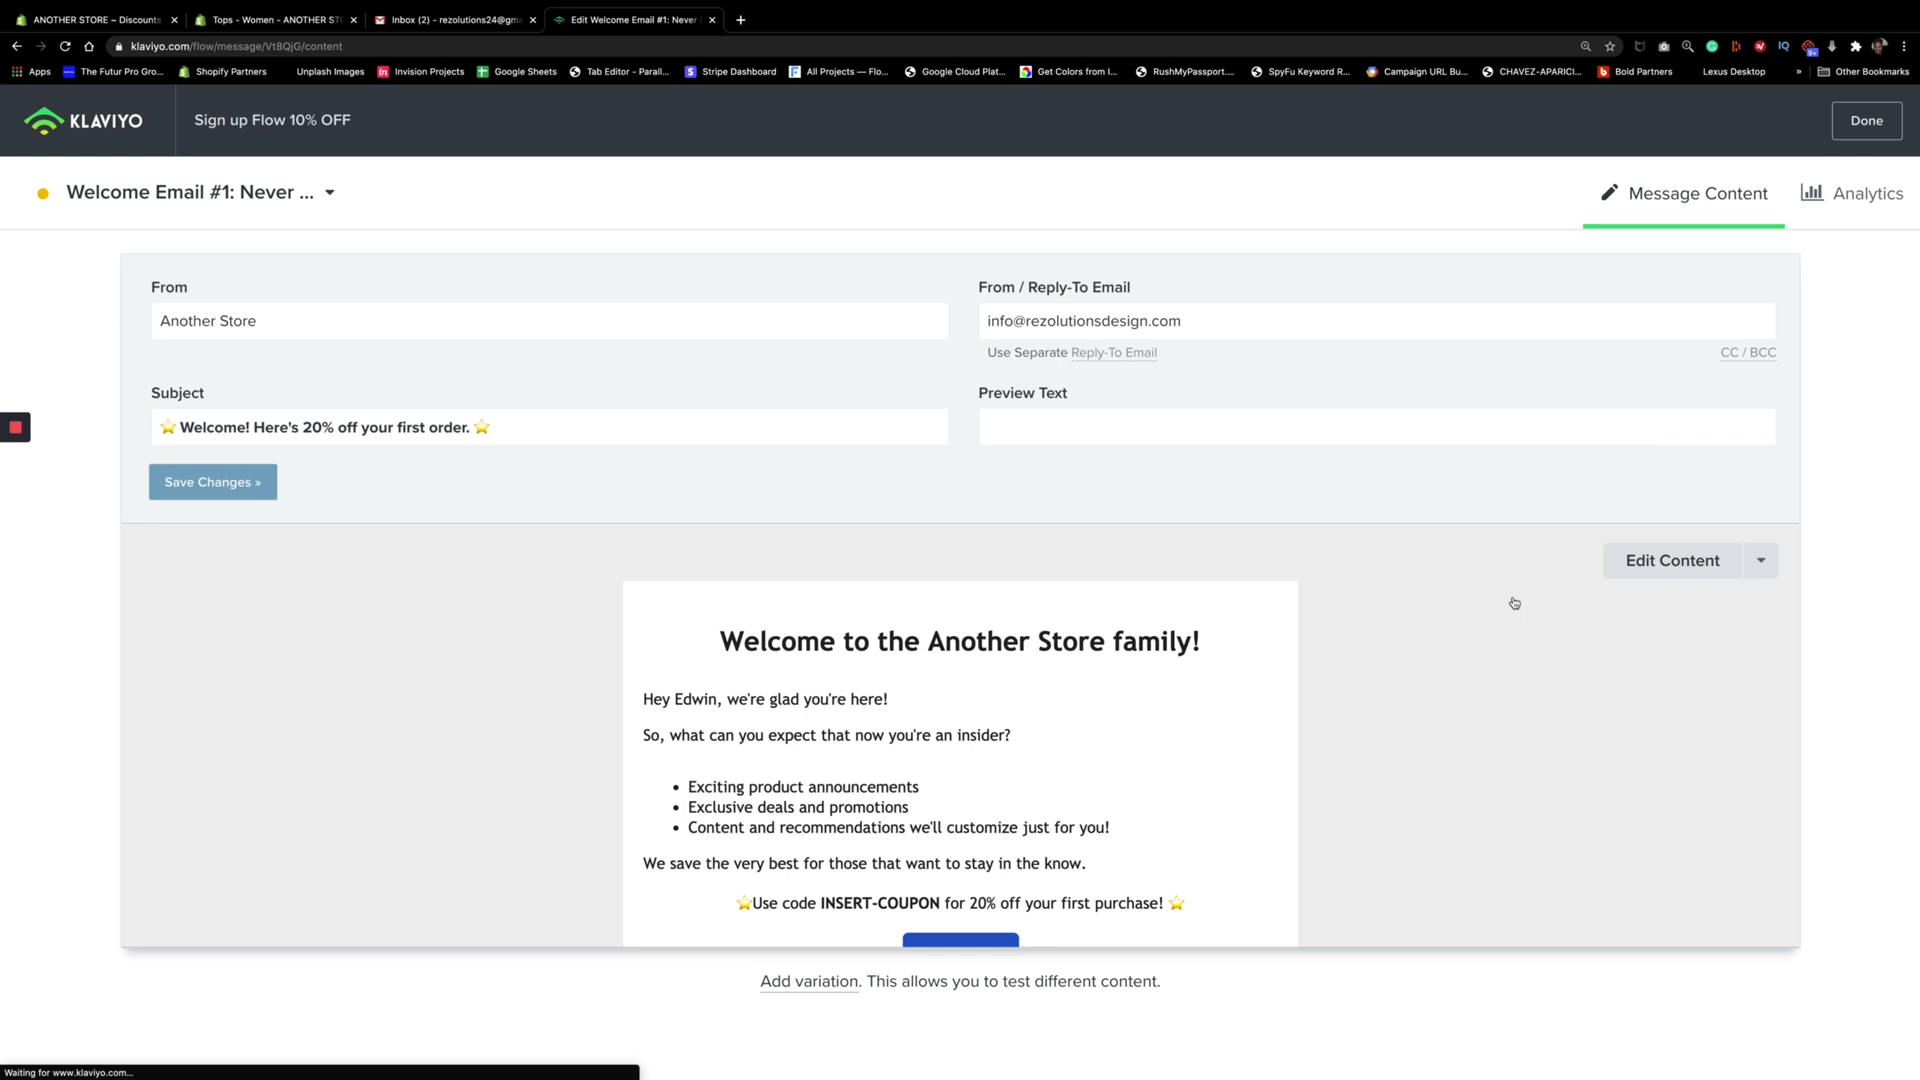 ANOTHER STORE ~ Discounts
Tops - Women - ANOTHER ST
Inbox (2) - rezolutions24@gm
Edit Welcome Email #1: Never
klaviyo.com/flow/message/Vt8QjG/content
Apps
The Futur Pro Gro...
Shopify Partners
Unplash Images
Invision Projects
Google Sheets
Tab Editor - Parall...
Stripe Dashboard
All Projects — Flo...
Google Cloud Plat...
Get Colors from I...
RushMyPassport....
SpyFu Keyword R...
Campaign URL Bu...
CHAVEZ-APARICI...
Bold Partners
Lexus Desktop
»
Other Bookmarks
KLAVIYO
Sign up Flow 10% OFF
Done
Welcome Email #1: Never ...
Message Content
Analytics
From
From / Reply-To Email
Another Store
info@rezolutionsdesign.com
Use Separate Reply-To Email
CC / BCC
Subject
Preview Text
⭐ Welcome! Here's 20% off your first order. ⭐
Save Changes »
Edit Content
Welcome to the Another Store family!
Hey Edwin, we're glad you're here!
So, what can you expect that now you're an insider?
• Exciting product announcements
• Exclusive deals and promotions
• Content and recommendations we'll customize just for you!
We save the very best for those that want to stay in the know.
⭐Use code INSERT-COUPON for 20% off your first purchase! ⭐
Add variation. This allows you to test different content.
Waiting for www.klaviyo.com...